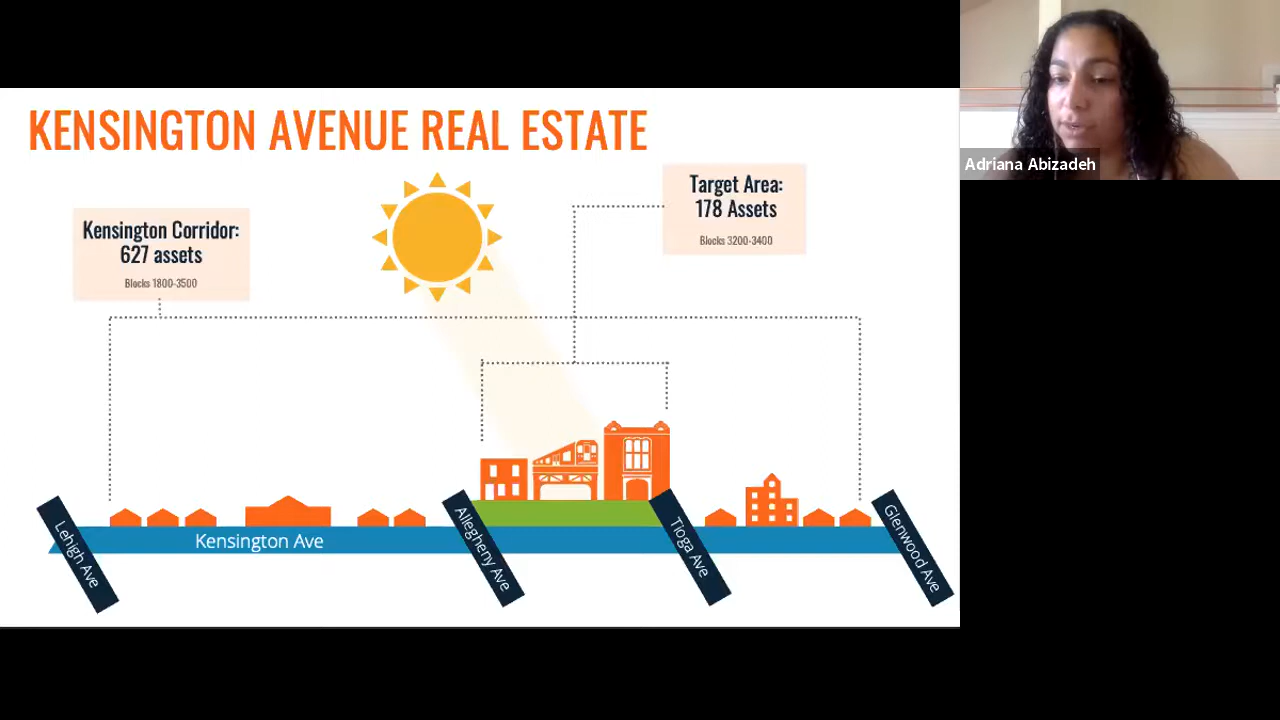 KENSINGTON AVENUE REAL ESTATE
Adriana Abizadeh
Target Area:
178 Assets
Blocks 3200-3400
Kensington Corridor:
627 assets
Blocks 1800-3500
Lehigh Ave
Kensington Ave
Allegheny Ave
Tioga Ave
Glenwood Ave